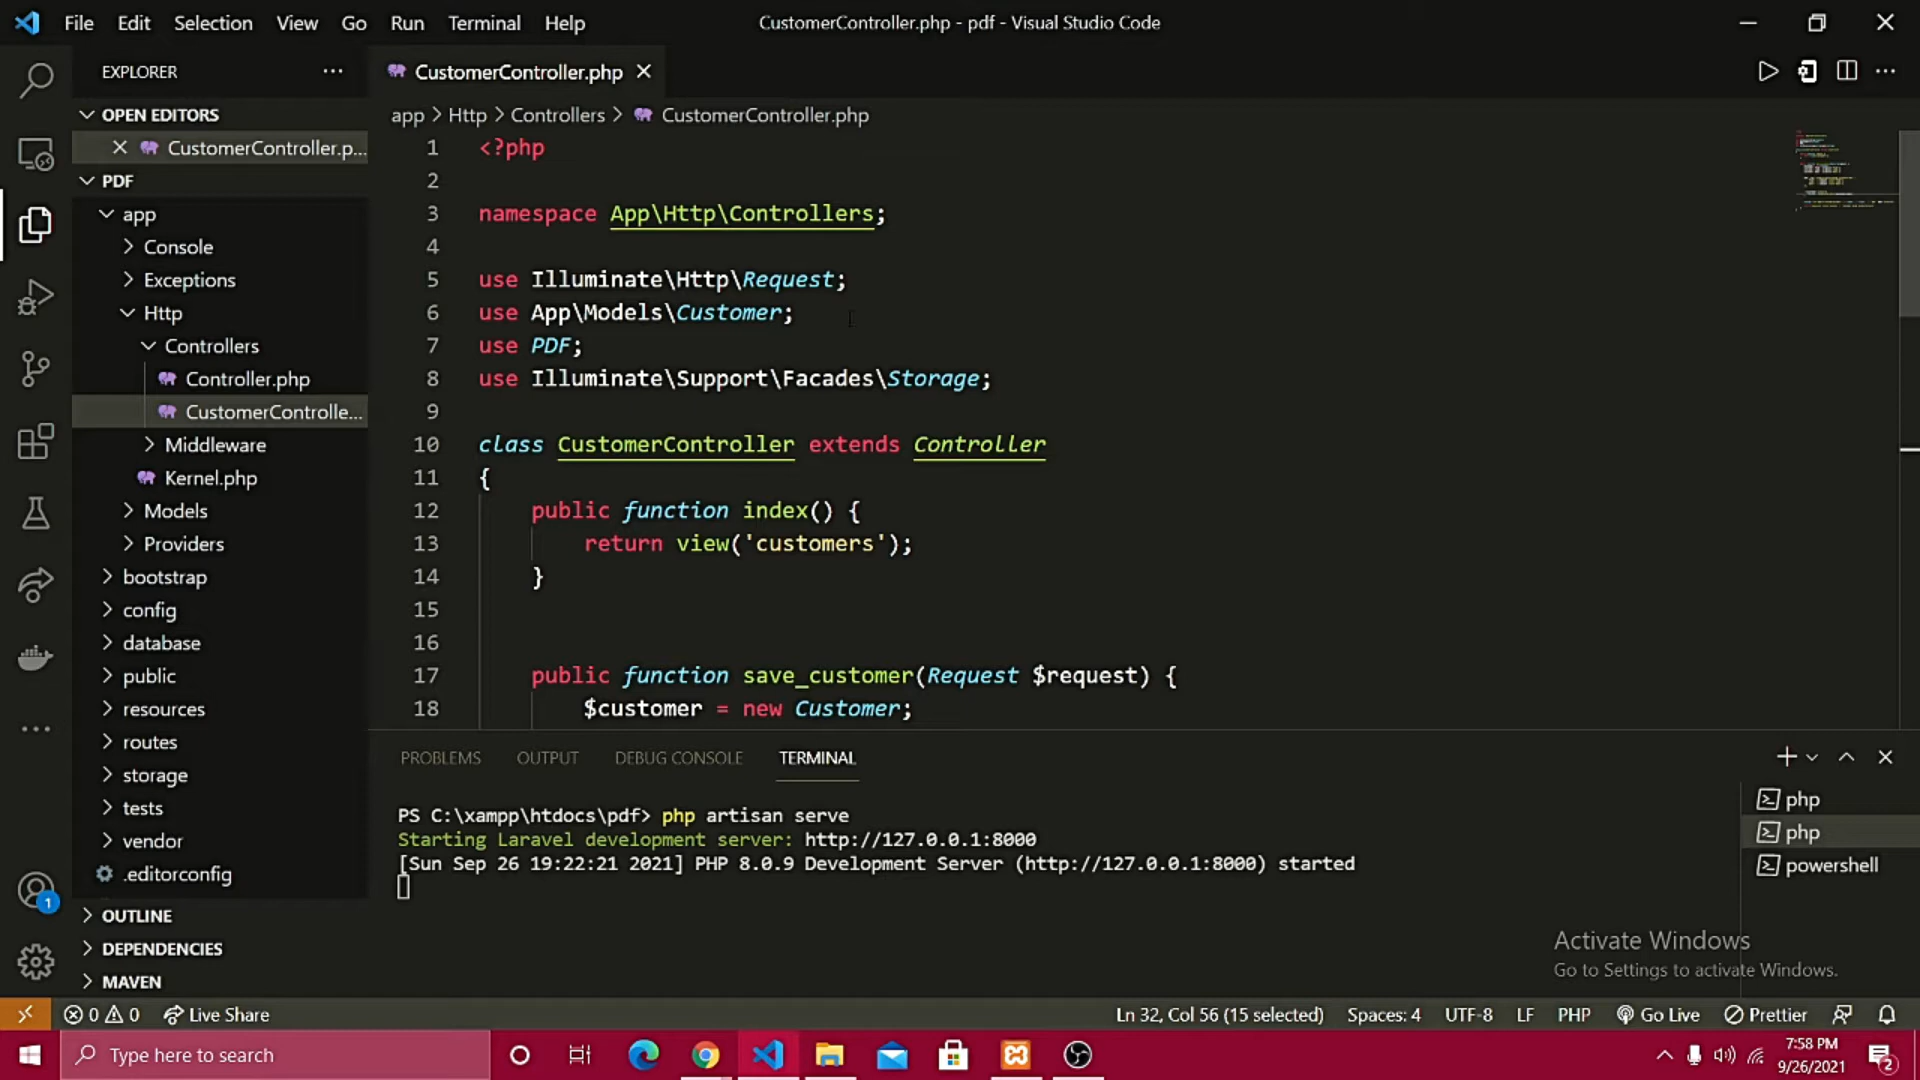 File Edit Selection View Go Run Terminal Help
CustomerController.php - pdf - Visual Studio Code
EXPLORER
OPEN EDITORS
CustomerController.p...
PDF
app
Console
Exceptions
Http
Controllers
Controller.php
CustomerControlle...
Middleware
Kernel.php
Models
Providers
bootstrap
config
database
public
resources
routes
storage
tests
vendor
.editorconfig
OUTLINE
DEPENDENCIES
MAVEN
CustomerController.php
app > Http > Controllers > CustomerController.php
1 <?php
2
3 namespace App\Http\Controllers;
4
5 use Illuminate\Http\Request;
6 use App\Models\Customer;
7 use PDF;
8 use Illuminate\Support\Facades\Storage;
9
10 class CustomerController extends Controller
11 {
12 public function index() {
13 return view('customers');
14 }
15
16
17 public function save_customer(Request $request) {
18 $customer = new Customer;
PROBLEMS OUTPUT DEBUG CONSOLE TERMINAL
PS C:\xampp\htdocs\pdf> php artisan serve
Starting Laravel development server: http://127.0.0.1:8000
[Sun Sep 26 19:22:21 2021] PHP 8.0.9 Development Server (http://127.0.0.1:8000) started
php
php
powershell
Activate Windows
Go to Settings to activate Windows.
1
0 0 Live Share
Ln 32, Col 56 (15 selected) Spaces: 4 UTF-8 LF PHP Go Live Prettier
Type here to search
7:58 PM
9/26/2021
2